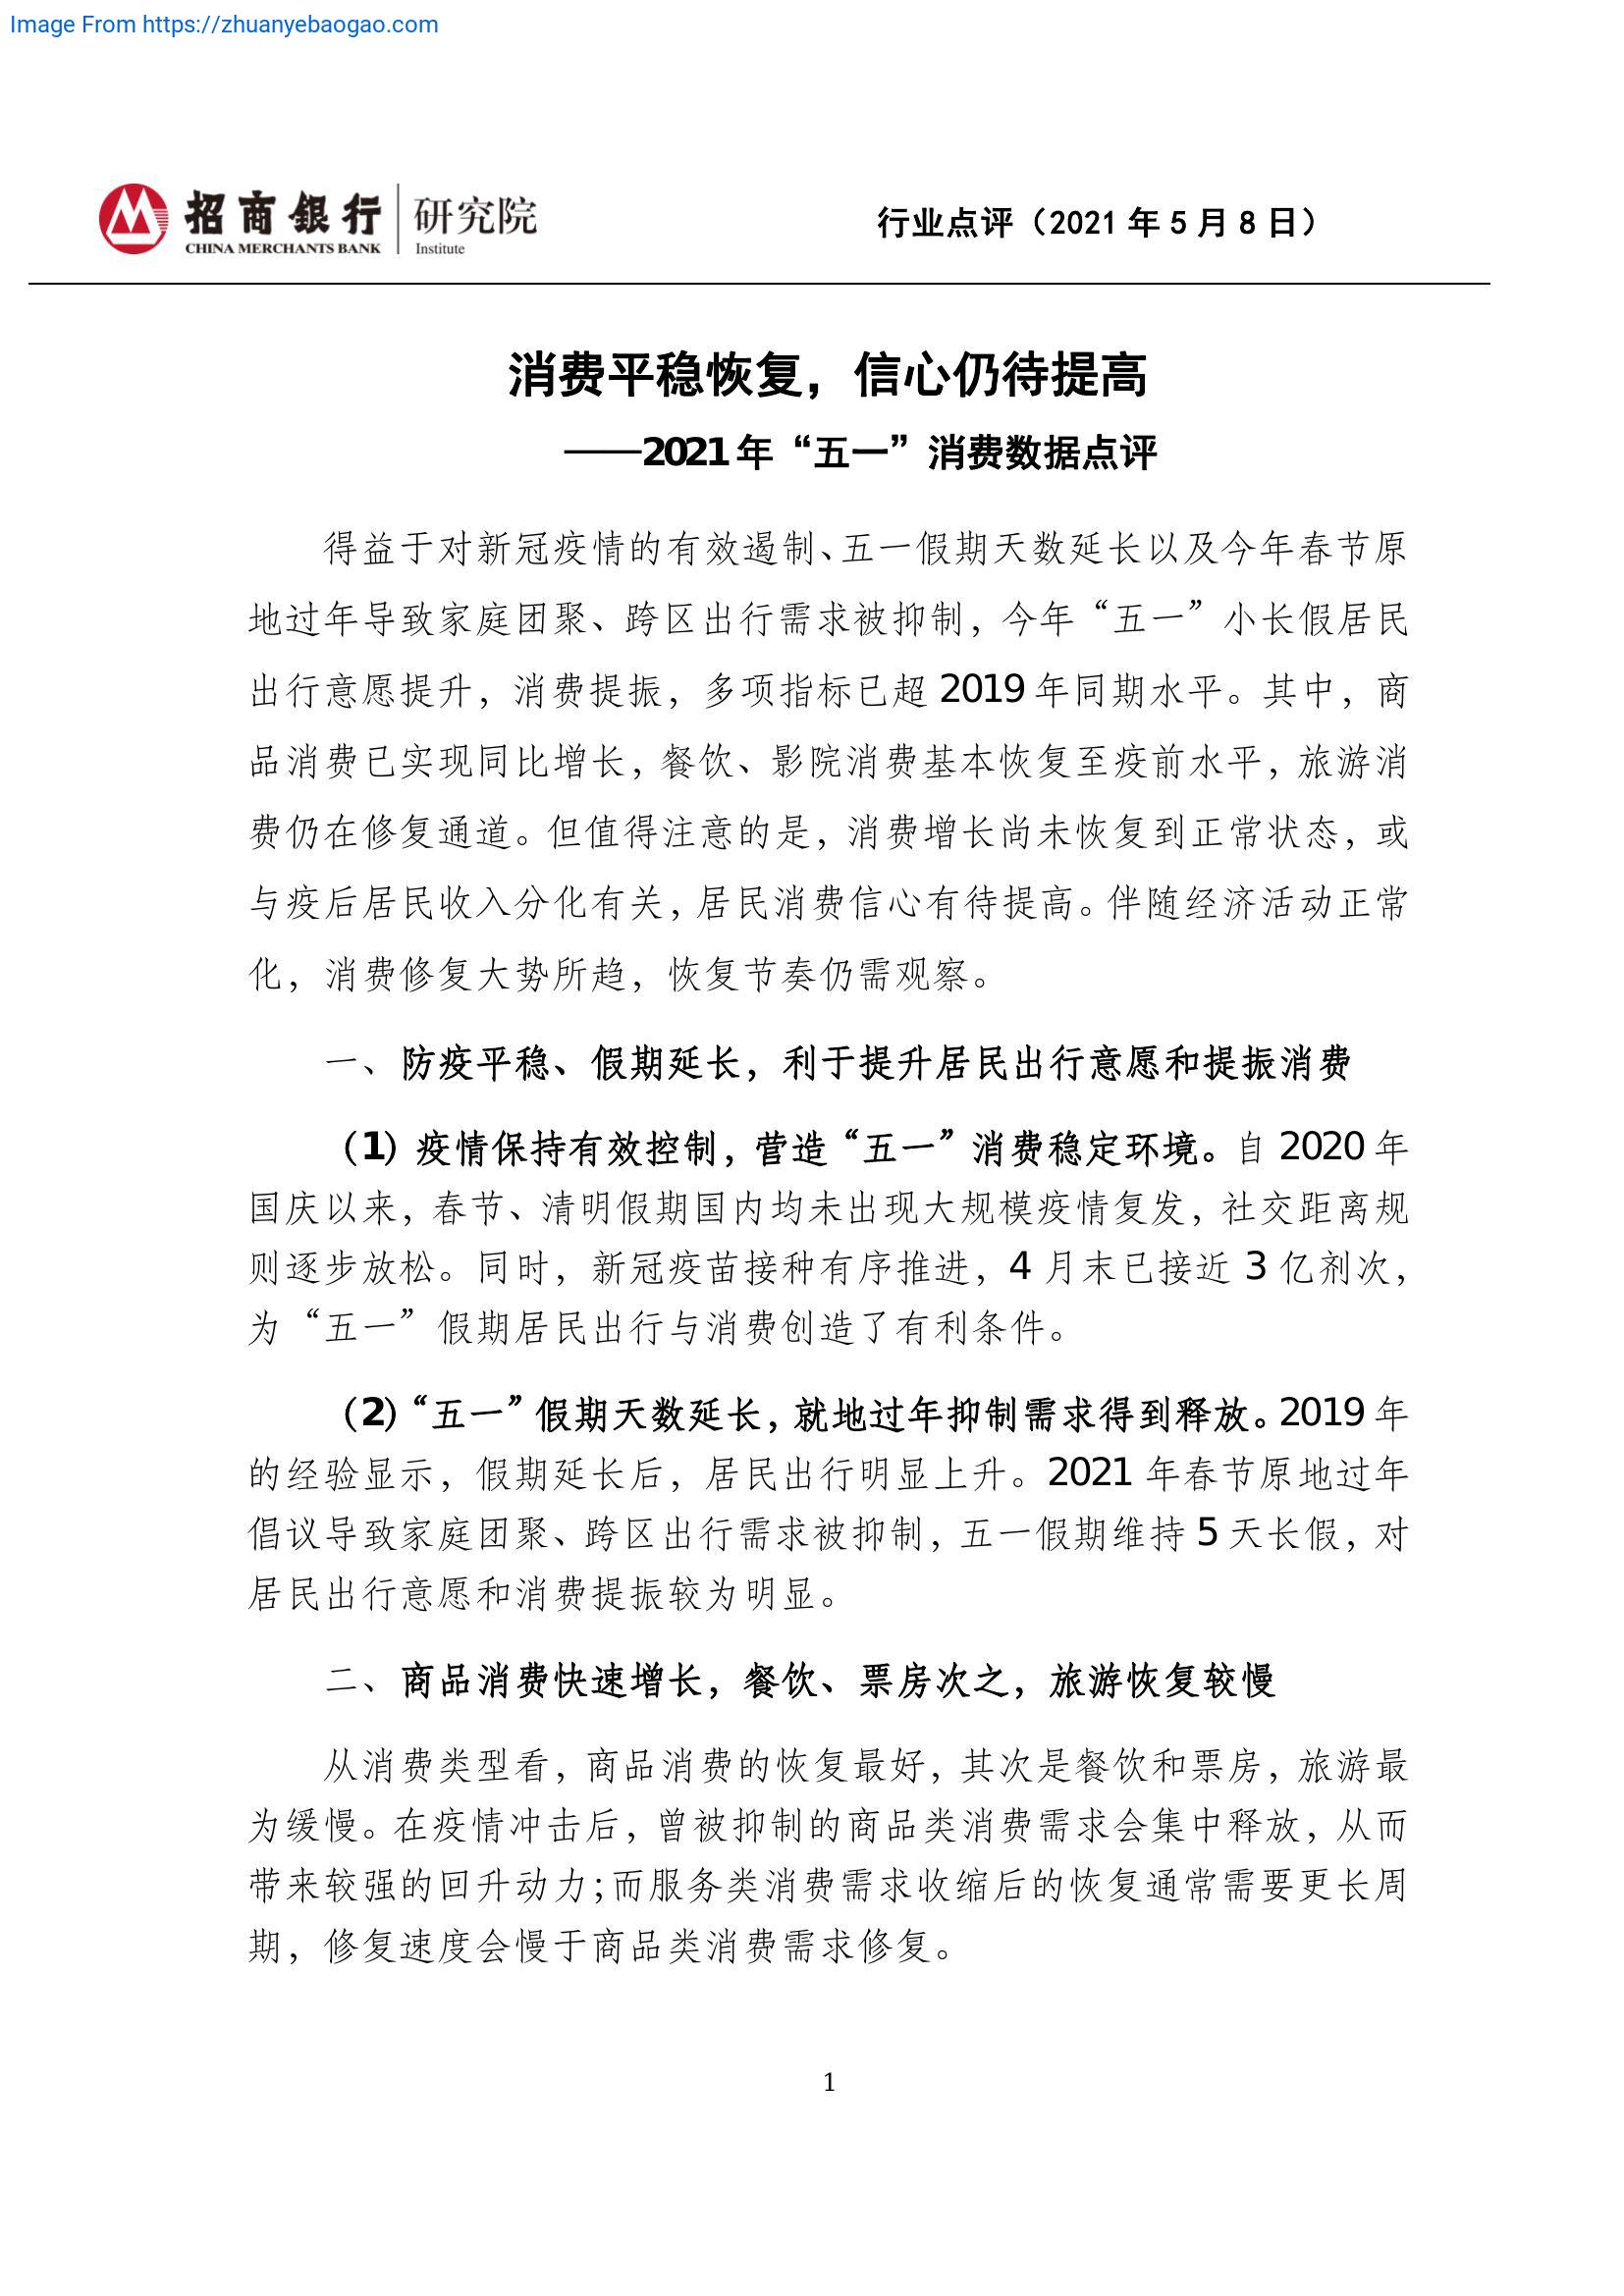 Image From https://zhuanyebaogao.com
招商銀行 研究院
CHINA MERCHANTS BANK Institute
行业点评（2021 年 5 月 8 日）
消费平稳恢复，信心仍待提高
——2021 年“五一”消费数据点评
得益于对新冠疫情的有效遏制、五一假期天数延长以及今年春节原
地过年导致家庭团聚、跨区出行需求被抑制，今年“五一”小长假居民
出行意愿提升，消费提振，多项指标已超 2019 年同期水平。其中，商
品消费已实现同比增长，餐饮、影院消费基本恢复至疫前水平，旅游消
费仍在修复通道。但值得注意的是，消费增长尚未恢复到正常状态，或
与疫后居民收入分化有关，居民消费信心有待提高。伴随经济活动正常
化，消费修复大势所趋，恢复节奏仍需观察。
一、防疫平稳、假期延长，利于提升居民出行意愿和提振消费
（1）疫情保持有效控制，营造“五一”消费稳定环境。自 2020 年
国庆以来，春节、清明假期国内均未出现大规模疫情复发，社交距离规
则逐步放松。同时，新冠疫苗接种有序推进，4 月末已接近 3 亿剂次，
为“五一”假期居民出行与消费创造了有利条件。
（2）“五一”假期天数延长，就地过年抑制需求得到释放。2019 年
的经验显示，假期延长后，居民出行明显上升。2021 年春节原地过年
倡议导致家庭团聚、跨区出行需求被抑制，五一假期维持 5 天长假，对
居民出行意愿和消费提振较为明显。
二、商品消费快速增长，餐饮、票房次之，旅游恢复较慢
从消费类型看，商品消费的恢复最好，其次是餐饮和票房，旅游最
为缓慢。在疫情冲击后，曾被抑制的商品类消费需求会集中释放，从而
带来较强的回升动力；而服务类消费需求收缩后的恢复通常需要更长周
期，修复速度会慢于商品类消费需求修复。
1